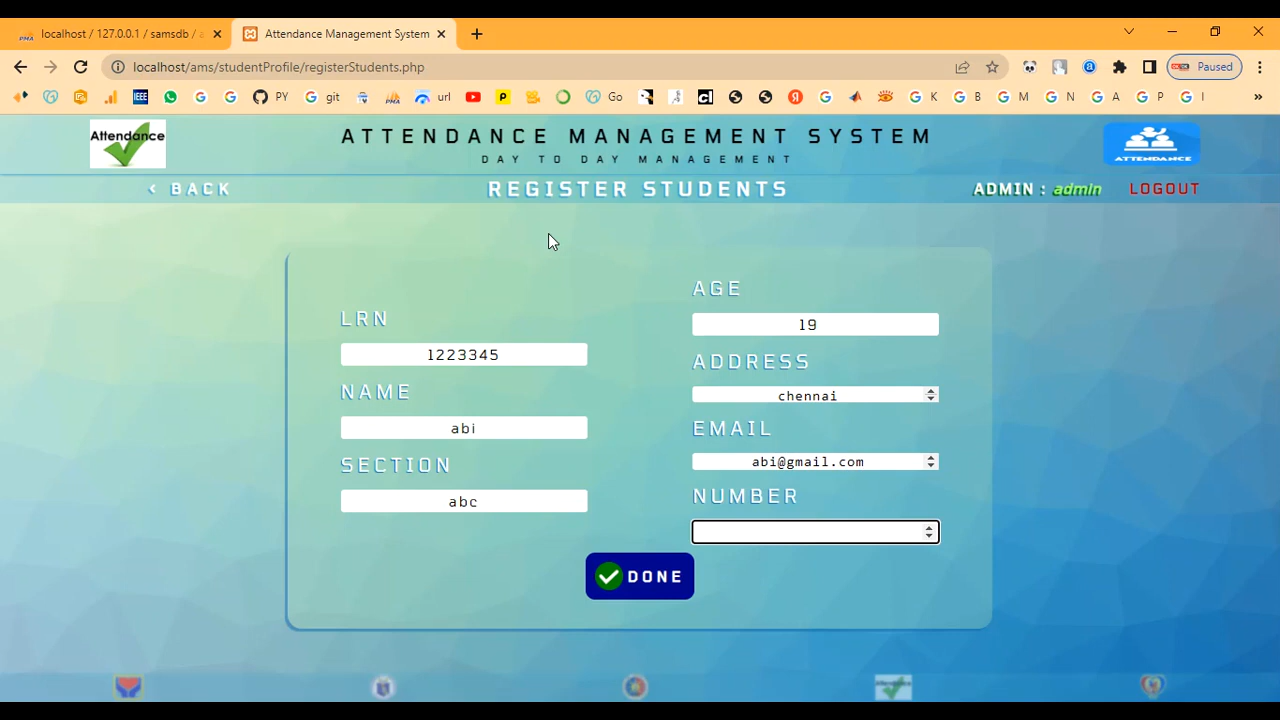 localhost / 127.0.0.1 / samsdb / a
Attendance Management System
localhost/ams/studentProfile/registerStudents.php
Paused
IEEE
PY
git
url
Go
K
B
M
N
A
P
I
Attendance
ATTENDANCE MANAGEMENT SYSTEM
DAY TO DAY MANAGEMENT
ATTENDANCE
< BACK
REGISTER STUDENTS
ADMIN : admin
LOGOUT
LRN
1223345
NAME
abi
SECTION
abc
AGE
19
ADDRESS
chennai
EMAIL
abi@gmail.com
NUMBER
DONE